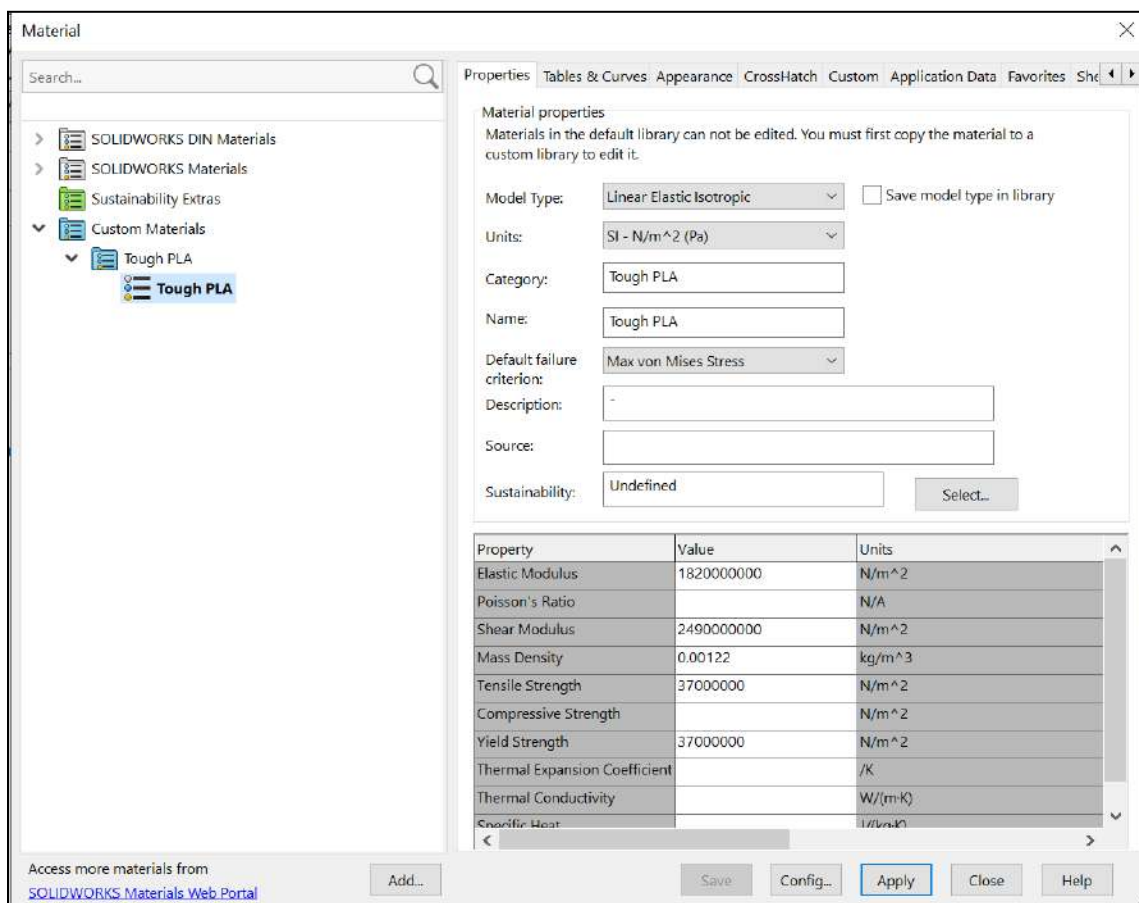 Material
Search...
SOLIDWORKS DIN Materials
SOLIDWORKS Materials
Sustainability Extras
Custom Materials
Tough PLA
Tough PLA
Access more materials from
SOLIDWORKS Materials Web Portal
Add...
Properties Tables & Curves Appearance CrossHatch Custom Application Data Favorites She
Material properties
Materials in the default library can not be edited. You must first copy the material to a
custom library to edit it.
Model Type: Linear Elastic Isotropic Save model type in library
Units: SI - N/m^2 (Pa)
Category: Tough PLA
Name: Tough PLA
Default failure Max von Mises Stress
criterion:
Description: -
Source:
Sustainability: Undefined Select...
Property Value Units
Elastic Modulus 1820000000 N/m^2
Poisson's Ratio N/A
Shear Modulus 2490000000 N/m^2
Mass Density 0.00122 kg/m^3
Tensile Strength 37000000 N/m^2
Compressive Strength N/m^2
Yield Strength 37000000 N/m^2
Thermal Expansion Coefficient /K
Thermal Conductivity W/(m·K)
Specific Heat J/(kg·K)
Save Config... Apply Close Help